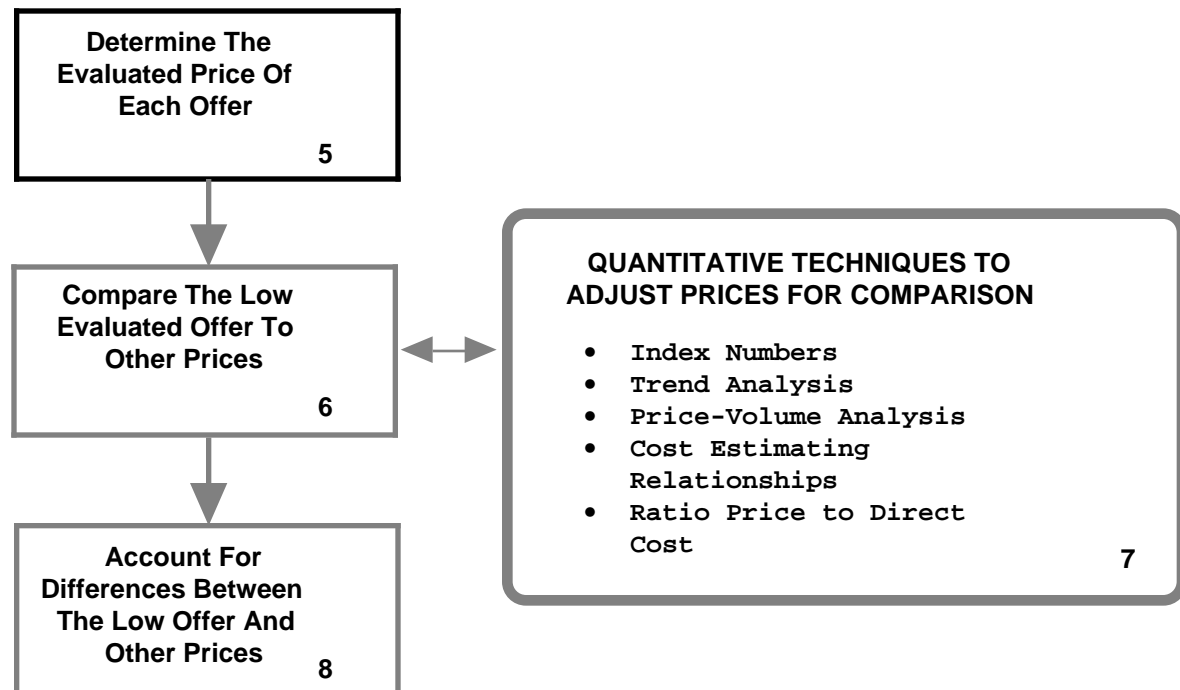 Determine The
Evaluated Price Of
Each Offer
5
Compare The Low
Evaluated Offer To
Other Prices
6
QUANTITATIVE TECHNIQUES TO
ADJUST PRICES FOR COMPARISON
• Index Numbers
• Trend Analysis
• Price-Volume Analysis
• Cost Estimating
Relationships
• Ratio Price to Direct
Cost
7
Account For
Differences Between
The Low Offer And
Other Prices
8